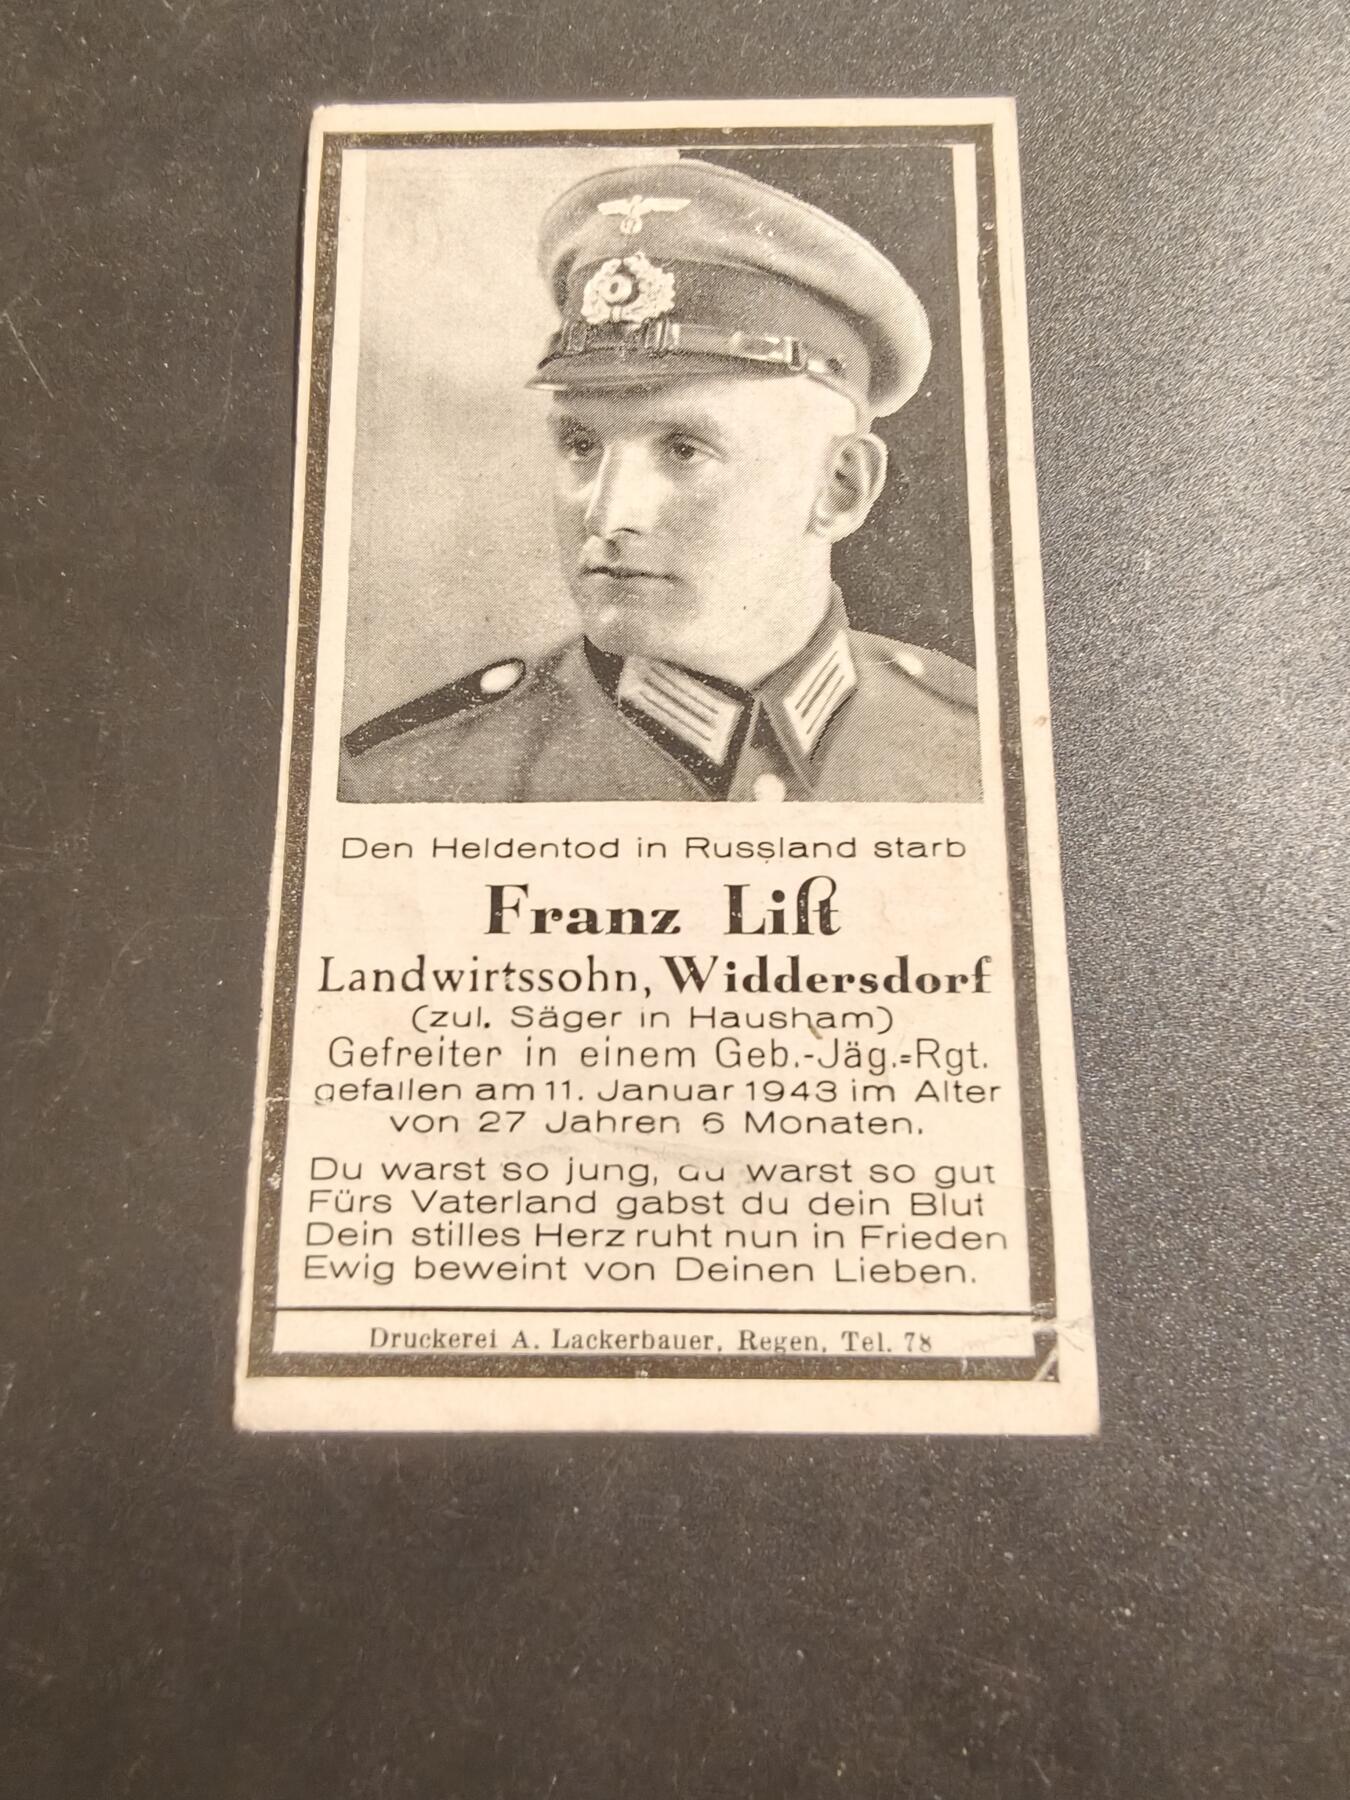 Den Heldentod in Russland starb
Franz Liſt
Landwirtssohn, Widdersdorf
(zul. Säger in Hausham)
Gefreiter in einem Geb.-Jäg.=Rgt.
gefallen am 11. Januar 1943 im Alter
von 27 Jahren 6 Monaten.
Du warst so jung, du warst so gut
Fürs Vaterland gabst du dein Blut
Dein stilles Herz ruht nun in Frieden
Ewig beweint von Deinen Lieben.
Druckerei A. Lackerbauer, Regen, Tel. 78